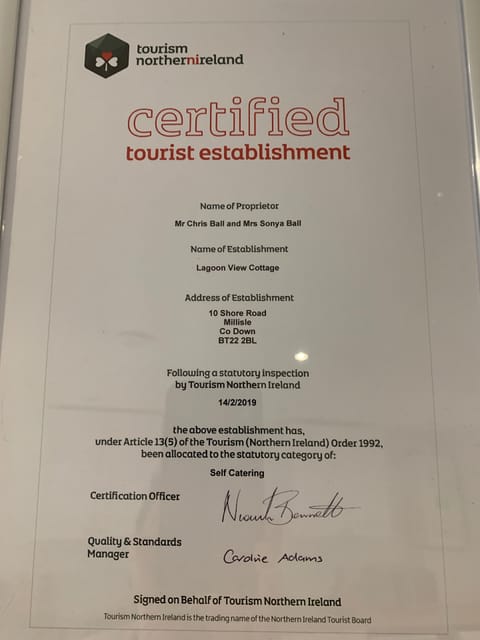 tourism
northernireland
certified
tourist establishment
Name of Proprietor
Mr Chris Ball and Mrs Sonya Ball
Name of Establishment
Lagoon View Cottage
Address of Establishment
10 Shore Road
Millisle
Co Down
BT22 2BL
Following a statutory inspection
by Tourism Northern Ireland
14/2/2019
the above establishment has,
under Article 13(5) of the Tourism (Northern Ireland) Order 1992,
been allocated to the statutory category of:
Self Catering
Certification Officer
Bennett
Quality & Standards
Manager
Caroline Adams
Signed on Behalf of Tourism Northern Ireland
Tourism Northern Ireland is the trading name of the Northern Ireland Tourist Board